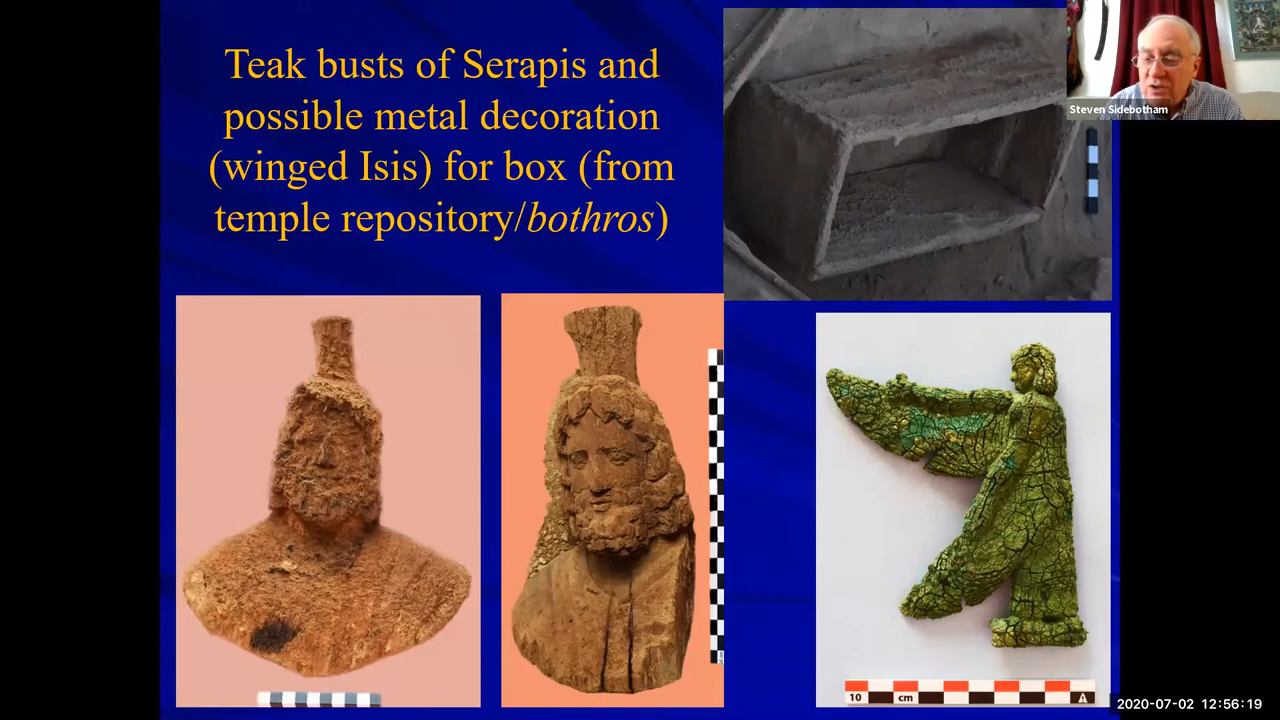 Teak busts of Serapis and
possible metal decoration
(winged Isis) for box (from
temple repository/bothros)
Steven Sidebotham
10 cm A
2020-07-02 12:56:19